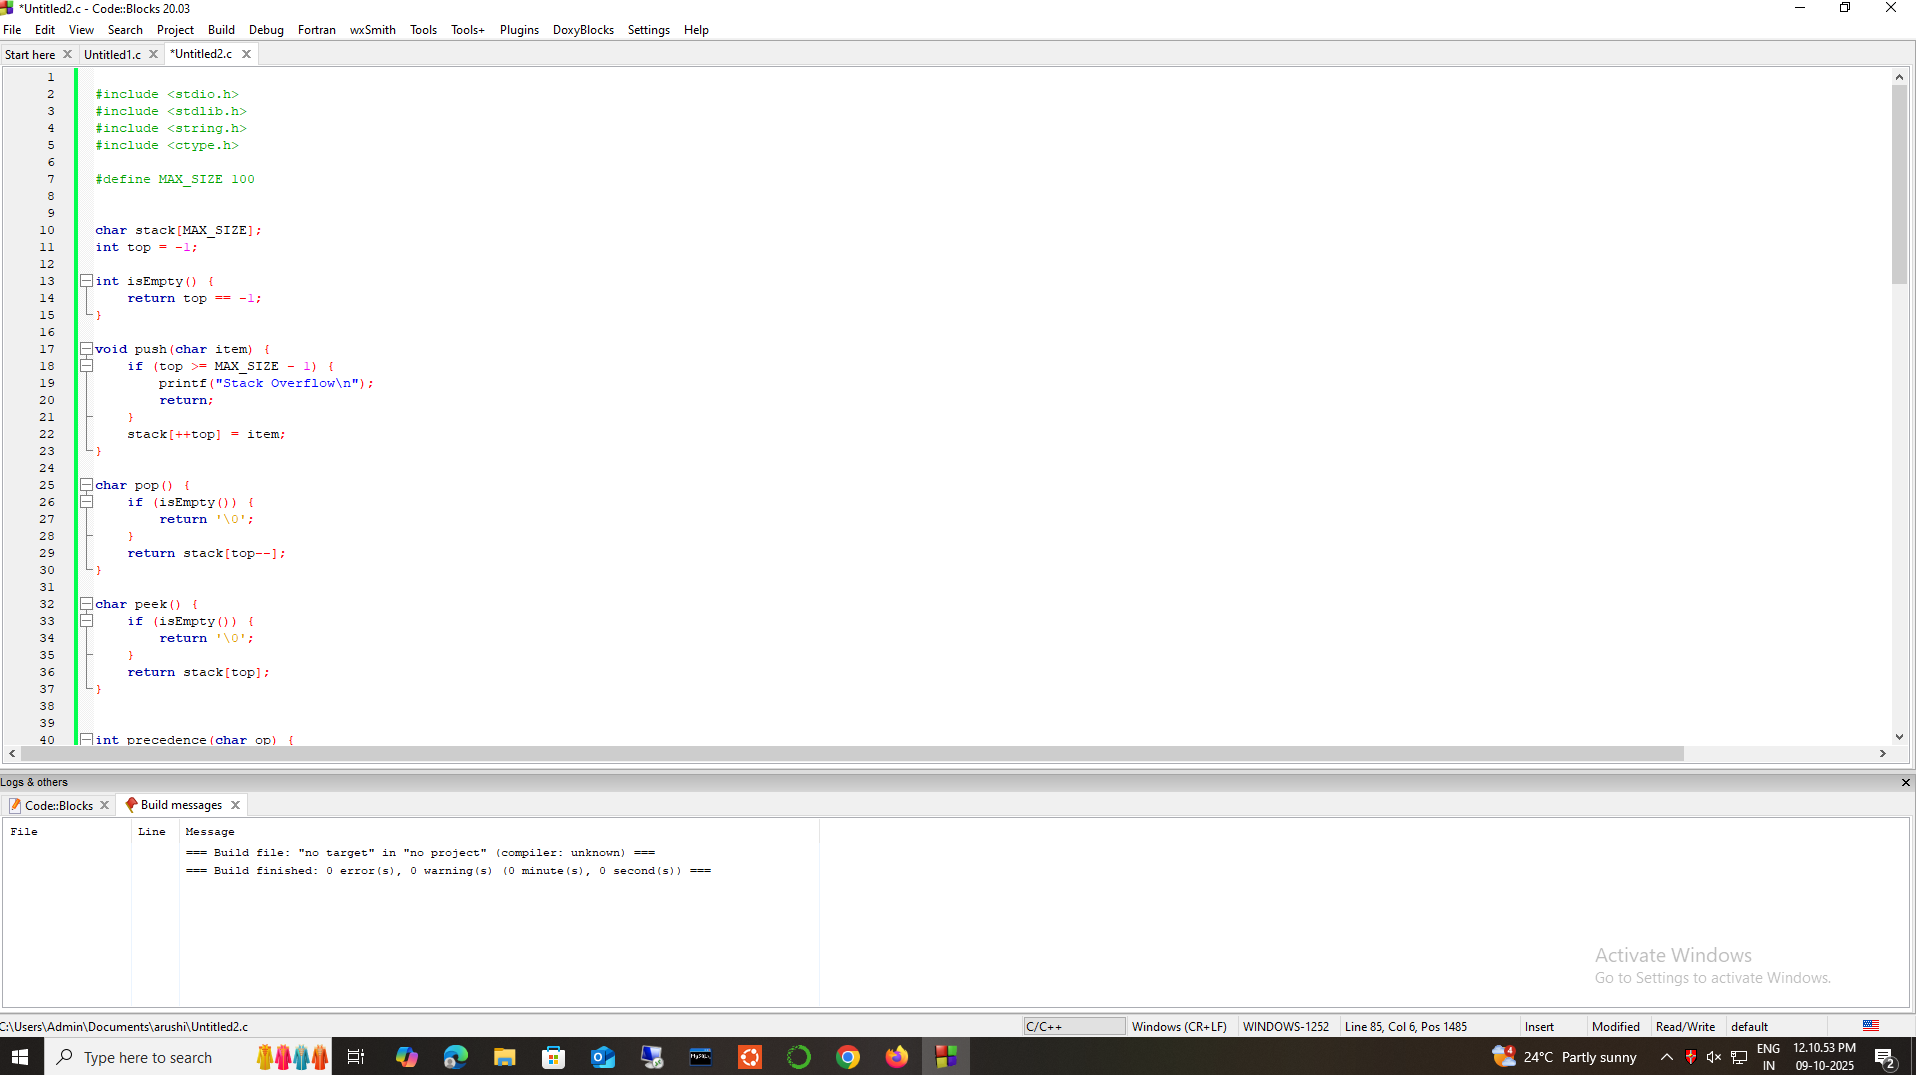 *Untitled2.c - Code::Blocks 20.03
File Edit View Search Project Build Debug Fortran wxSmith Tools Tools+ Plugins DoxyBlocks Settings Help
Start here Untitled1.c *Untitled2.c
1
2 #include <stdio.h>
3 #include <stdlib.h>
4 #include <string.h>
5 #include <ctype.h>
6
7 #define MAX_SIZE 100
8
9
10 char stack[MAX_SIZE];
11 int top = -1;
12
13 int isEmpty() {
14     return top == -1;
15 }
16
17 void push(char item) {
18     if (top >= MAX_SIZE - 1) {
19         printf("Stack Overflow\n");
20         return;
21     }
22     stack[++top] = item;
23 }
24
25 char pop() {
26     if (isEmpty()) {
27         return '\0';
28     }
29     return stack[top--];
30 }
31
32 char peek() {
33     if (isEmpty()) {
34         return '\0';
35     }
36     return stack[top];
37 }
38
39
40 int precedence(char op) {
Logs & others
Code::Blocks Build messages
File Line Message
=== Build file: "no target" in "no project" (compiler: unknown) ===
=== Build finished: 0 error(s), 0 warning(s) (0 minute(s), 0 second(s)) ===
Activate Windows
Go to Settings to activate Windows.
C:\Users\Admin\Documents\arushi\Untitled2.c C/C++ Windows (CR+LF) WINDOWS-1252 Line 85, Col 6, Pos 1485 Insert Modified Read/Write default
Type here to search
MySQL
4
24°C Partly sunny
ENG
IN
12.10.53 PM
09-10-2025
2